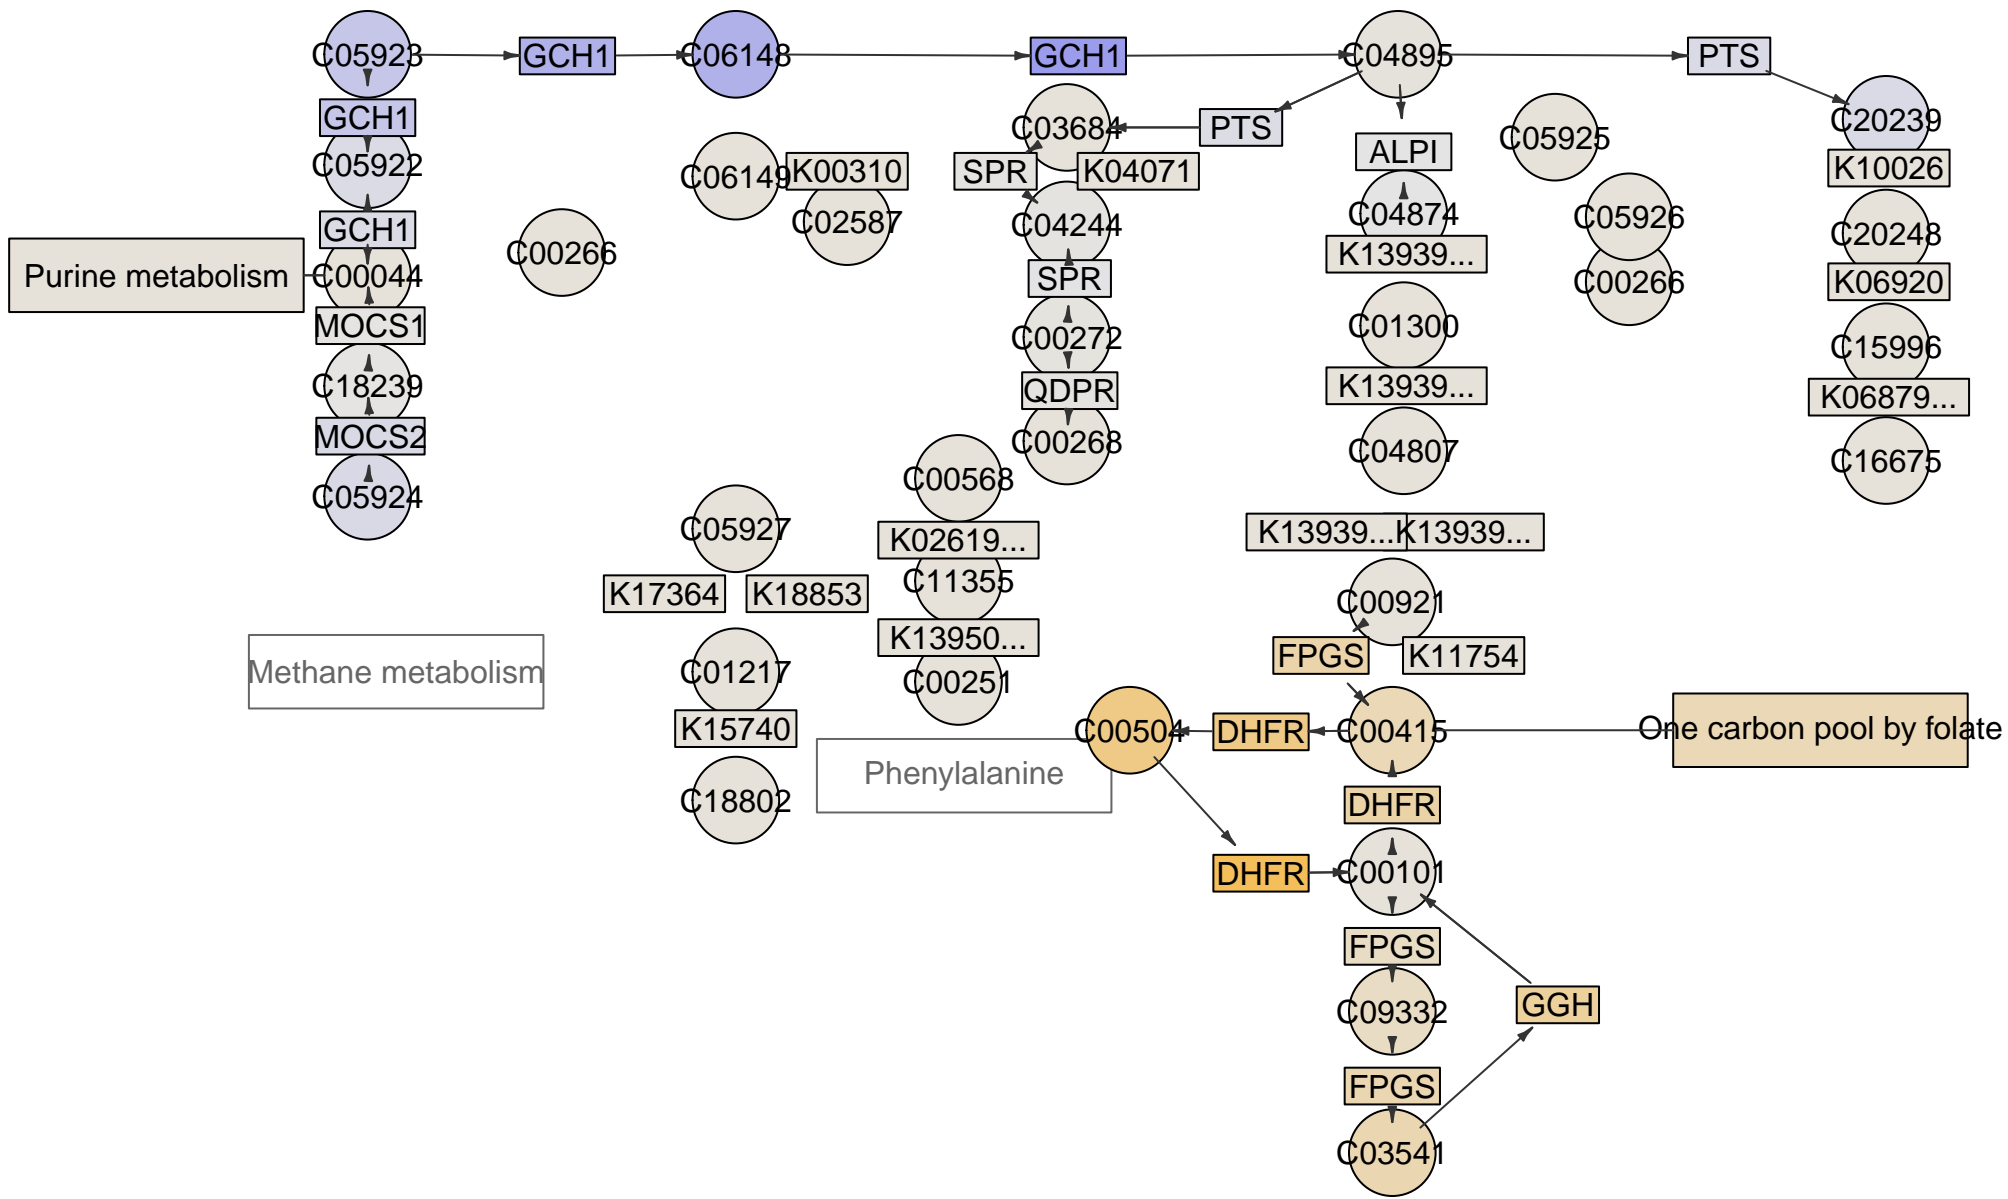 C05923
GCH1
C06148
GCH1
C04895
PTS
GCH1
C03684
PTS
C20239
C05925
ALPI
C05922
C06149
K00310
SPR
K04071
K10026
GCH1
C02587
C04244
C04874
C05926
C20248
C00266
K13939...
Purine metabolism
C00044
SPR
C00266
K06920
MOCS1
C00272
C01300
C15996
C18239
QDPR
K13939...
K06879...
MOCS2
C00268
C04807
C16675
C05924
C00568
C05927
K02619...
K13939...
K13939...
K17364
K18853
C11355
C00921
K13950...
FPGS
K11754
Methane metabolism
C01217
C00251
K15740
C00504
DHFR
C00415
One carbon pool by folate
Phenylalanine
C18802
DHFR
DHFR
C00101
FPGS
C09332
GGH
FPGS
C03541